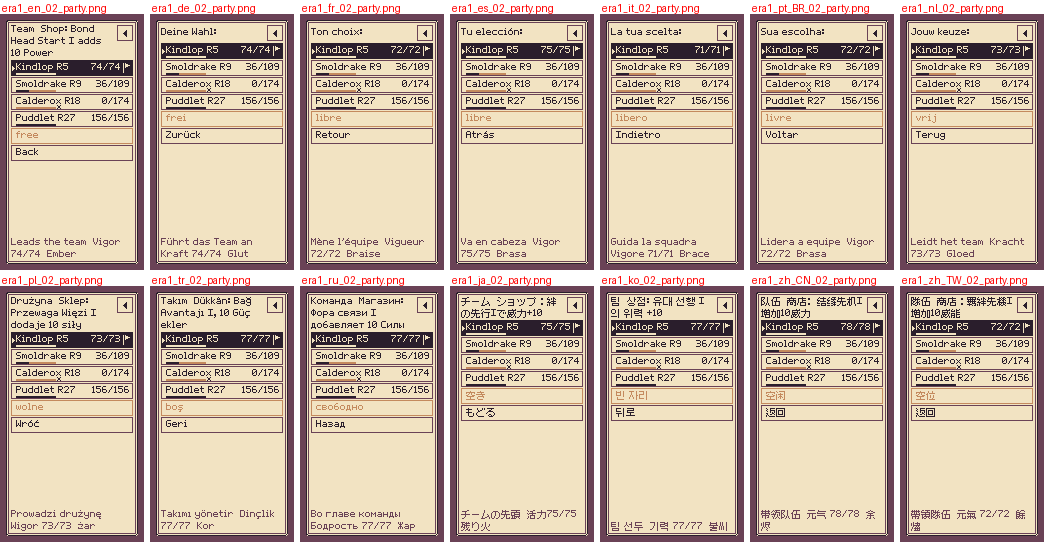 era1_en_02_party.png
Team Shop: Bond
Head Start I adds
10 Power
Kindlop R5 74/74
Smoldrake R9 36/109
Calderox R18 0/174
Puddlet R27 156/156
free
Back
Leads the team Vigor
74/74 Ember
era1_de_02_party.png
Deine Wahl:
Kindlop R5 74/74
Smoldrake R9 36/109
Calderox R18 0/174
Puddlet R27 156/156
frei
Zurück
Führt das Team an
Kraft 74/74 Glut
era1_fr_02_party.png
Ton choix:
Kindlop R5 72/72
Smoldrake R9 36/109
Calderox R18 0/174
Puddlet R27 156/156
libre
Retour
Mène l'équipe Vigueur
72/72 Braise
era1_es_02_party.png
Tu elección:
Kindlop R5 75/75
Smoldrake R9 36/109
Calderox R18 0/174
Puddlet R27 156/156
libre
Atrás
Va en cabeza Vigor
75/75 Brasa
era1_it_02_party.png
La tua scelta:
Kindlop R5 71/71
Smoldrake R9 36/109
Calderox R18 0/174
Puddlet R27 156/156
libero
Indietro
Guida la squadra
Vigore 71/71 Brace
era1_pt_BR_02_party.png
Sua escolha:
Kindlop R5 72/72
Smoldrake R9 36/109
Calderox R18 0/174
Puddlet R27 156/156
livre
Voltar
Lidera a equipe Vigor
72/72 Brasa
era1_nl_02_party.png
Jouw keuze:
Kindlop R5 73/73
Smoldrake R9 36/109
Calderox R18 0/174
Puddlet R27 156/156
vrij
Terug
Leidt het team Kracht
73/73 Gloed
era1_pl_02_party.png
Drużyna Sklep:
Przewaga Więzi I
dodaje 10 siły
Kindlop R5 73/73
Smoldrake R9 36/109
Calderox R18 0/174
Puddlet R27 156/156
wolne
Wróć
Prowadzi drużynę
Wigor 73/73 żar
era1_tr_02_party.png
Takım Dükkân: Bağ
Avantajı I, 10 Güç
ekler
Kindlop R5 77/77
Smoldrake R9 36/109
Calderox R18 0/174
Puddlet R27 156/156
boş
Geri
Takımı yönetir Dinçlik
77/77 Kor
era1_ru_02_party.png
Команда Магазин:
Фора связи I
добавляет 10 Силы
Kindlop R5 77/77
Smoldrake R9 36/109
Calderox R18 0/174
Puddlet R27 156/156
свободно
Назад
Во главе команды
Бодрость 77/77 Жар
era1_ja_02_party.png
チーム ショップ：絆
の先行Iで威力+10
Kindlop R5 75/75
Smoldrake R9 36/109
Calderox R18 0/174
Puddlet R27 156/156
空き
もどる
チームの先頭 活力75/75
残り火
era1_ko_02_party.png
팀 상점: 유대 선행 I
의 위력 +10
Kindlop R5 77/77
Smoldrake R9 36/109
Calderox R18 0/174
Puddlet R27 156/156
빈 자리
뒤로
팀 선두 기력 77/77 불씨
era1_zh_CN_02_party.png
队伍 商店：结缘先机I
增加10威力
Kindlop R5 78/78
Smoldrake R9 36/109
Calderox R18 0/174
Puddlet R27 156/156
空闲
返回
带领队伍 元气 78/78 余
烬
era1_zh_TW_02_party.png
隊伍 商店：羈絆先機I
增加10威能
Kindlop R5 72/72
Smoldrake R9 36/109
Calderox R18 0/174
Puddlet R27 156/156
空位
返回
帶領隊伍 元氣 72/72 餘
燼